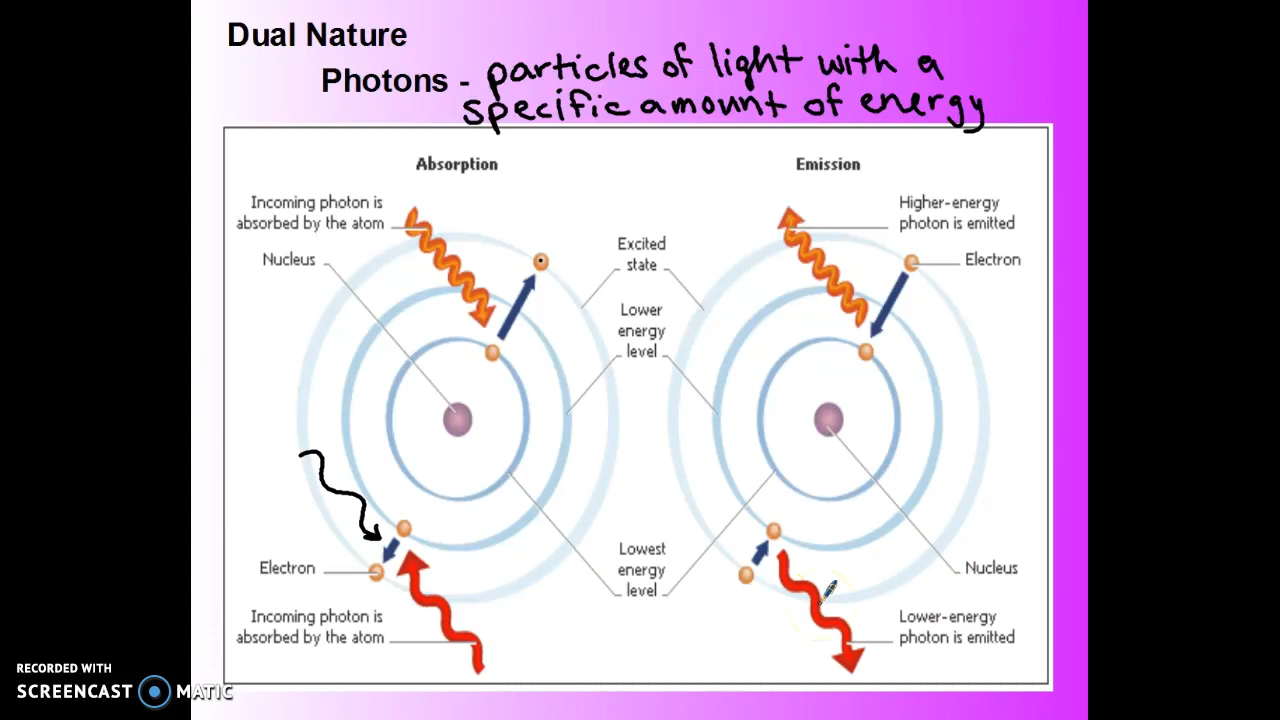 Dual Nature
Photons - particles of light with a
specific amount of energy
Absorption
Incoming photon is
absorbed by the atom
Nucleus
Electron
Incoming photon is
absorbed by the atom
Excited
state
Lower
energy
level
Lowest
energy
level
Emission
Higher-energy
photon is emitted
Electron
Nucleus
Lower-energy
photon is emitted
RECORDED WITH
SCREENCAST MATIC